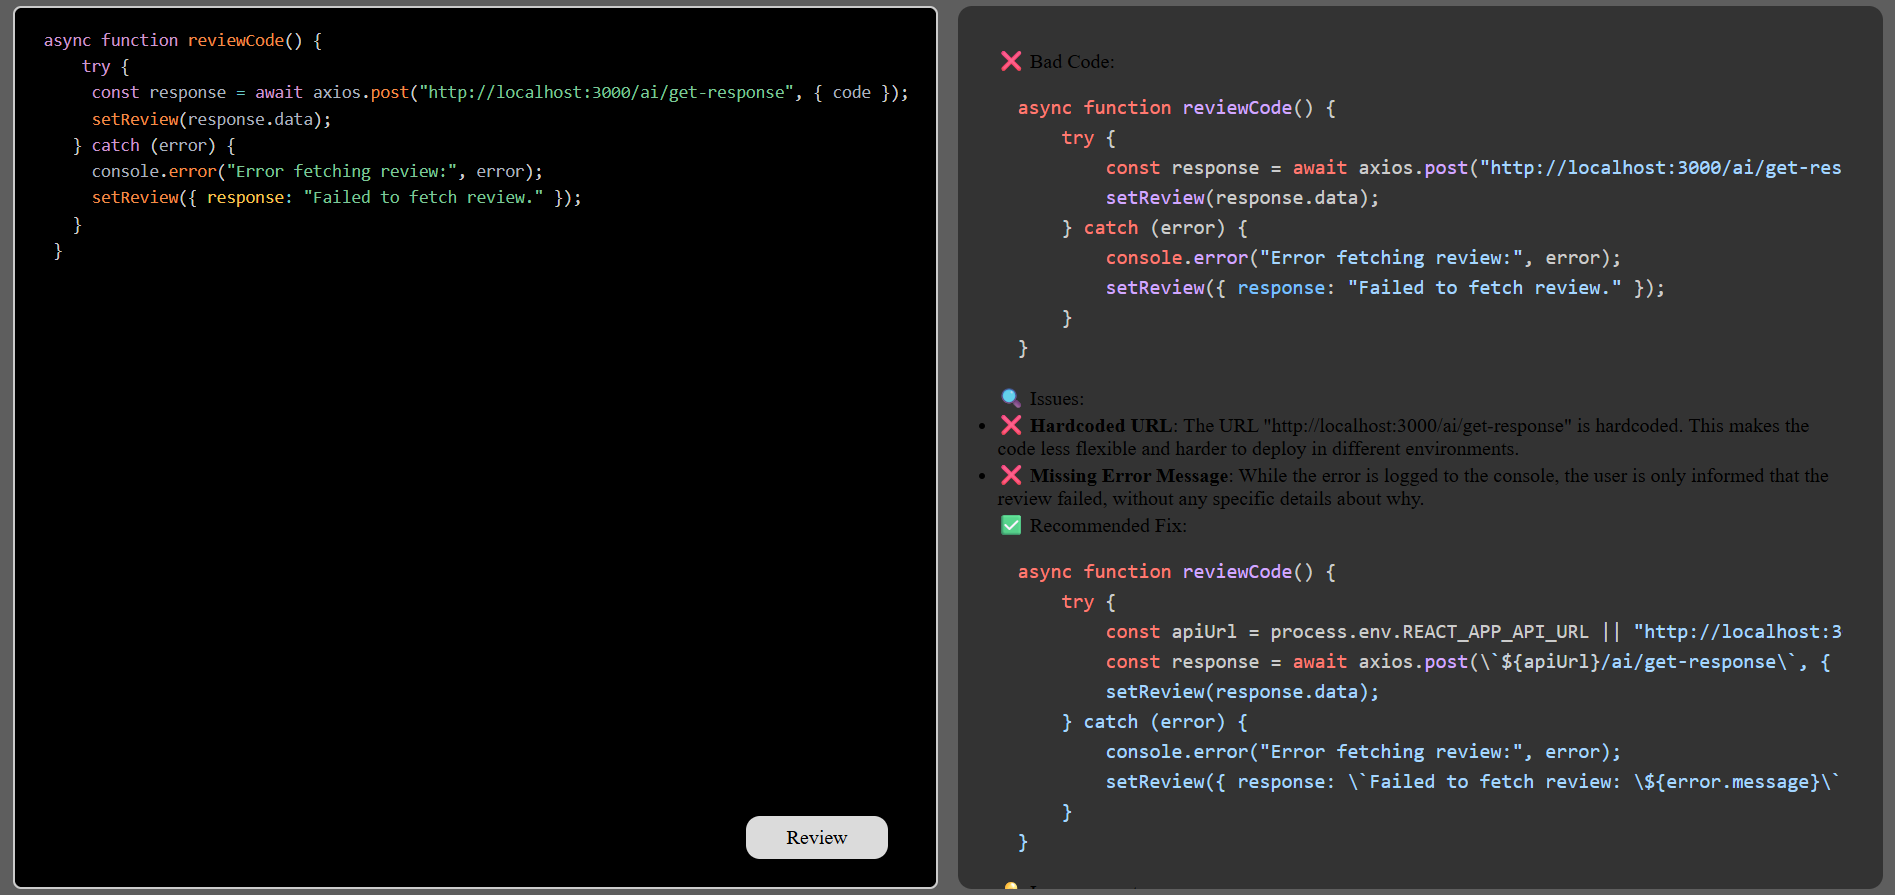 async function reviewCode() {
try {
const response = await axios.post("http://localhost:3000/ai/get-response", { code });
setReview(response.data);
} catch (error) {
console.error("Error fetching review:", error);
setReview({ response: "Failed to fetch review." });
}
}
Review
❌ Bad Code:
async function reviewCode() {
try {
const response = await axios.post("http://localhost:3000/ai/get-res
setReview(response.data);
} catch (error) {
console.error("Error fetching review:", error);
setReview({ response: "Failed to fetch review." });
}
}
🔍 Issues:
• ❌ Hardcoded URL: The URL "http://localhost:3000/ai/get-response" is hardcoded. This makes the
code less flexible and harder to deploy in different environments.
• ❌ Missing Error Message: While the error is logged to the console, the user is only informed that the
review failed, without any specific details about why.
✅ Recommended Fix:
async function reviewCode() {
try {
const apiUrl = process.env.REACT_APP_API_URL || "http://localhost:3
const response = await axios.post(\`${apiUrl}/ai/get-response\`, {
setReview(response.data);
} catch (error) {
console.error("Error fetching review:", error);
setReview({ response: \`Failed to fetch review: \${error.message}\`
}
}